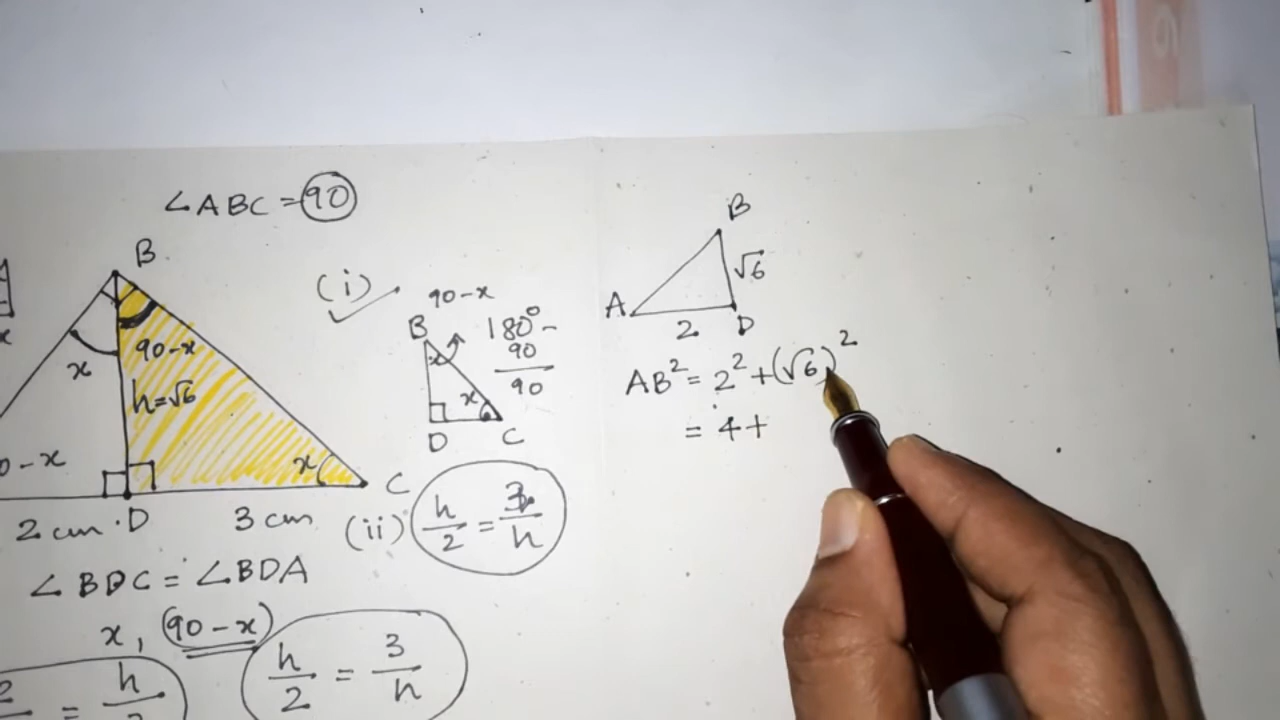 ∠ABC = 90
B
x
90-x
h=√6
0-x
x
C
2 cm
D
3 cm
(i)
90-x
B
180° -
90
90
x
x
D
C
(ii)
h/2 = 3/h
∠BDC = ∠BDA
x, (90-x)
h/2 = 3/h
2
= h
B
√6
A
2
D
AB² = 2² + (√6)²
= 4 +